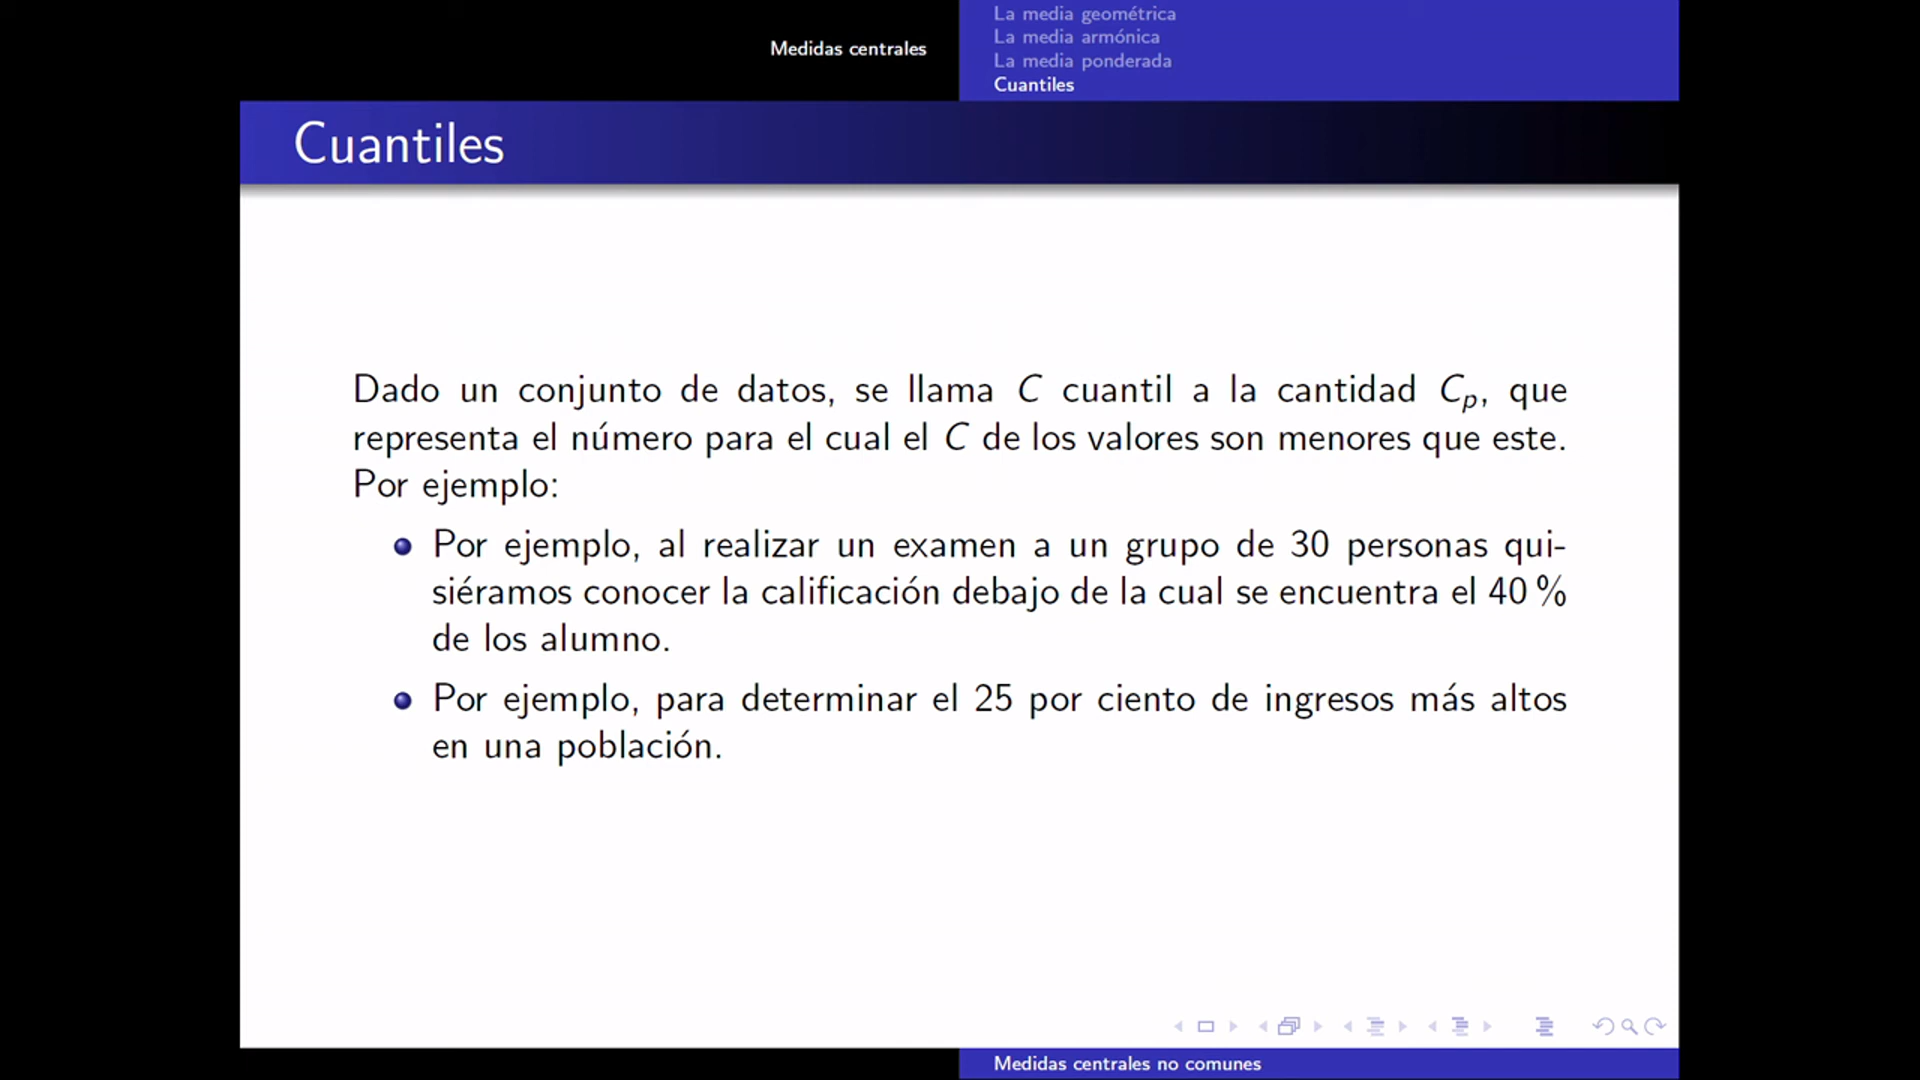 Medidas centrales
La media geométrica
La media armónica
La media ponderada
Cuantiles
Cuantiles
Dado un conjunto de datos, se llama C cuantil a la cantidad Cp, que
representa el número para el cual el C de los valores son menores que este.
Por ejemplo:
Por ejemplo, al realizar un examen a un grupo de 30 personas qui-
siéramos conocer la calificación debajo de la cual se encuentra el 40 %
de los alumno.
Por ejemplo, para determinar el 25 por ciento de ingresos más altos
en una población.
Medidas centrales no comunes